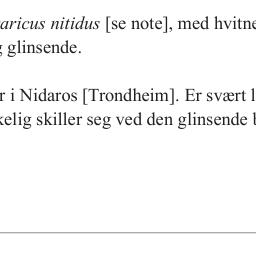 aricus nitidus [se note], med hvitne
g glinsende.
r i Nidaros [Trondheim]. Er svært l
kelig skiller seg ved den glinsende b